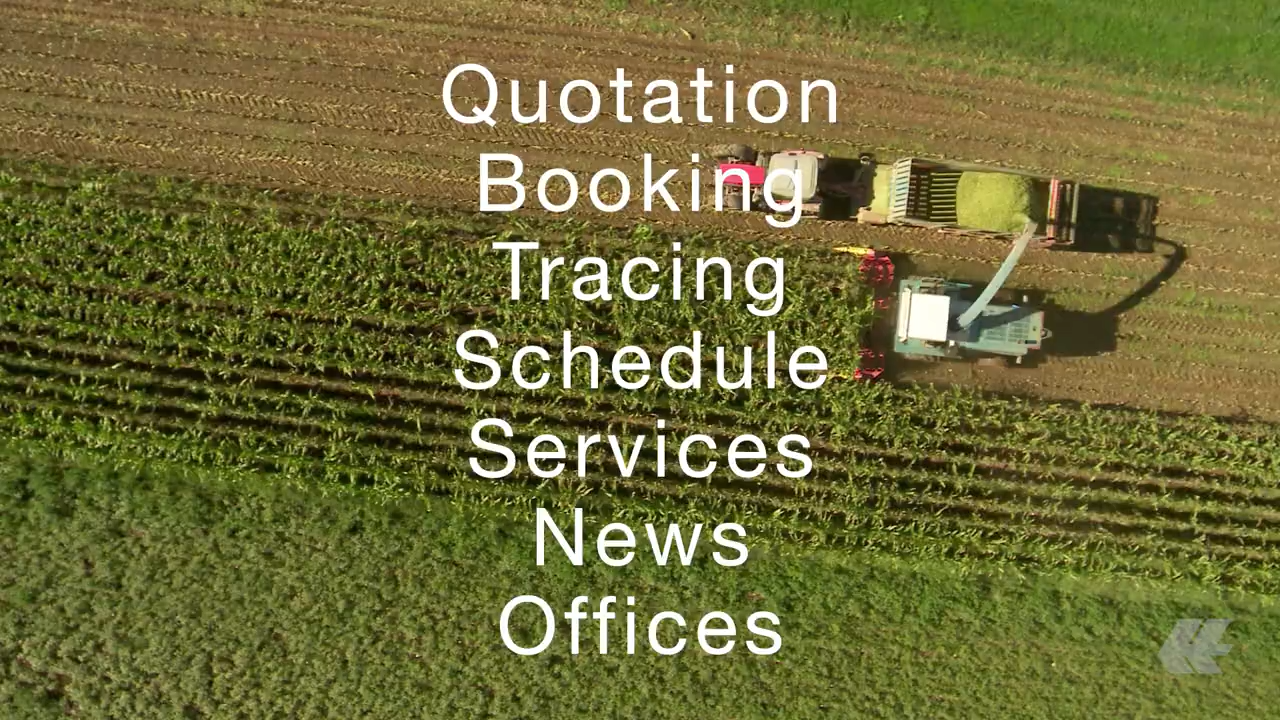 Quotation
Booking
Tracing
Schedule
Services
News
Offices